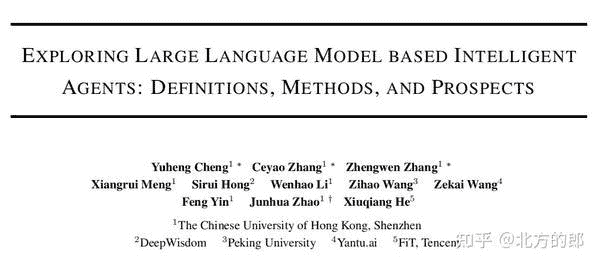 EXPLORING LARGE LANGUAGE MODEL BASED INTELLIGENT
AGENTS: DEFINITIONS, METHODS, AND PROSPECTS
Yuheng Cheng1 * Ceyao Zhang1 * Zhengwen Zhang1 *
Xiangrui Meng1 Sirui Hong2 Wenhao Li1 Zihao Wang3 Zekai Wang4
Feng Yin1 Junhua Zhao1 † Xiuqiang He5
1The Chinese University of Hong Kong, Shenzhen
2DeepWisdom 3Peking University 4Yantu.ai 5FiT, Tencent
知乎 @北方的郎